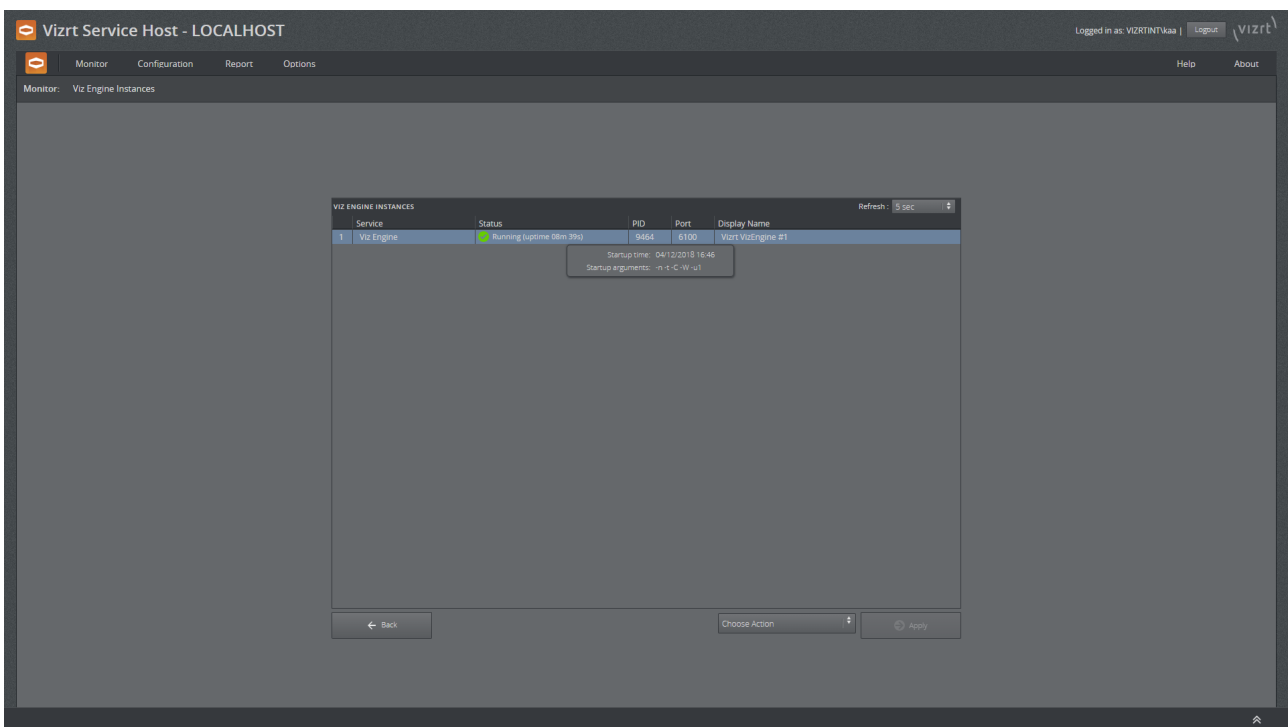 Vizrt Service Host - LOCALHOST
Logged in as: VIZRTINT\kaa | Logout
vizrt
Monitor Configuration Report Options Help About
Monitor: Viz Engine Instances
VIZ ENGINE INSTANCES Refresh: 5 sec
Service Status PID Port Display Name
1 Viz Engine Running (uptime 08m 39s) 9464 6100 Vizrt VizEngine #1
Startup time: 04/12/2018 16:46
Startup arguments: -n -t -C -W -u1
Back Choose Action Apply